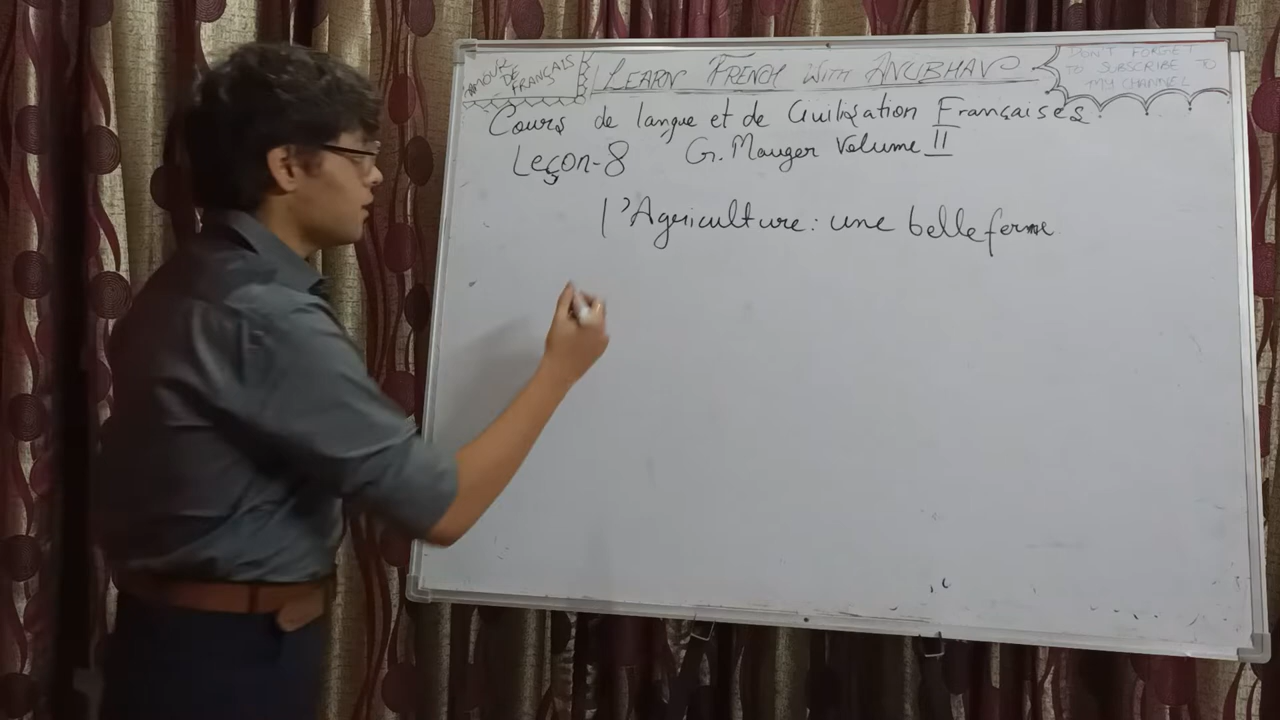 AMOUR
DE
FRANÇAIS
LEARN FRENCH WITH ANUBHAV
DON'T FORGET
TO SUBSCRIBE TO
MY CHANNEL
Cours de langue et de Civilisation Françaises
Leçon-8 G. Mauger Volume II
l'Agriculture : une belle ferme